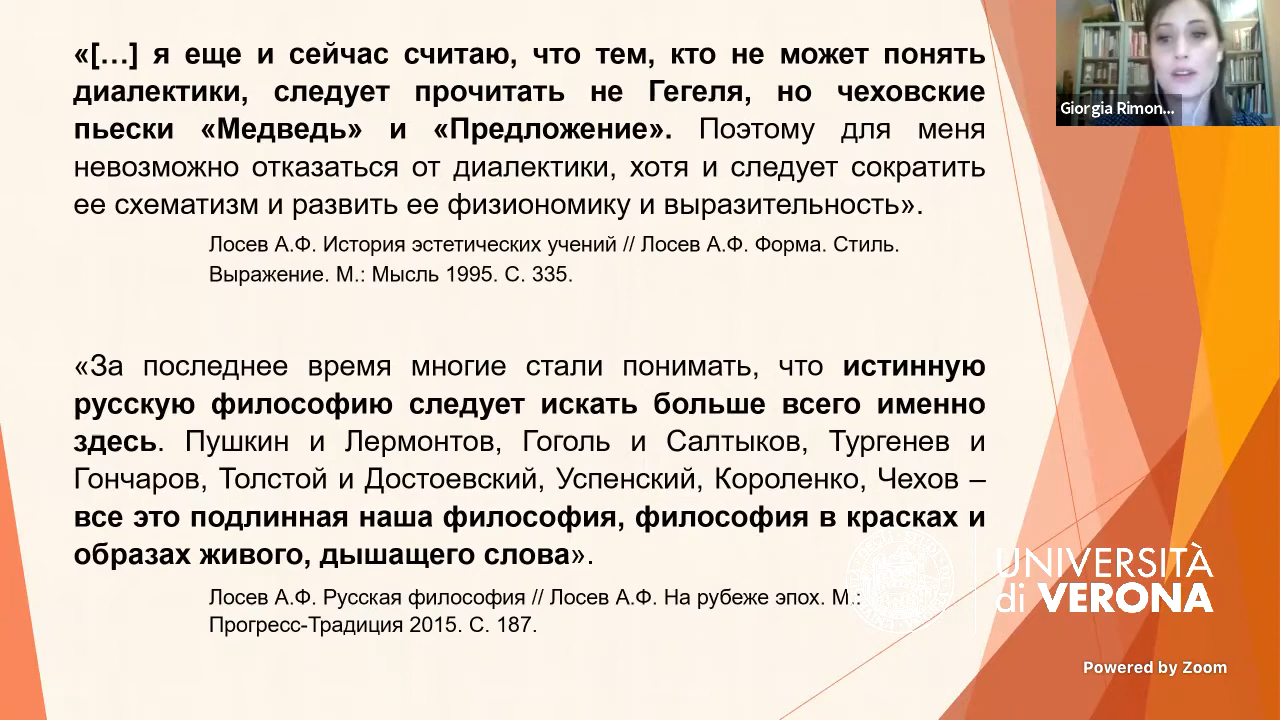 «[…] я еще и сейчас считаю, что тем, кто не может понять
диалектики, следует прочитать не Гегеля, но чеховские
пьески «Медведь» и «Предложение». Поэтому для меня
невозможно отказаться от диалектики, хотя и следует сократить
ее схематизм и развить ее физиономику и выразительность».
Лосев А.Ф. История эстетических учений // Лосев А.Ф. Форма. Стиль.
Выражение. М.: Мысль 1995. С. 335.
«За последнее время многие стали понимать, что истинную
русскую философию следует искать больше всего именно
здесь. Пушкин и Лермонтов, Гоголь и Салтыков, Тургенев и
Гончаров, Толстой и Достоевский, Успенский, Короленко, Чехов –
все это подлинная наша философия, философия в красках и
образах живого, дышащего слова».
Лосев А.Ф. Русская философия // Лосев А.Ф. На рубеже эпох. М.:
Прогресс-Традиция 2015. С. 187.
Giorgia Rimon...
UNIVERSITÀ
di VERONA
Powered by Zoom